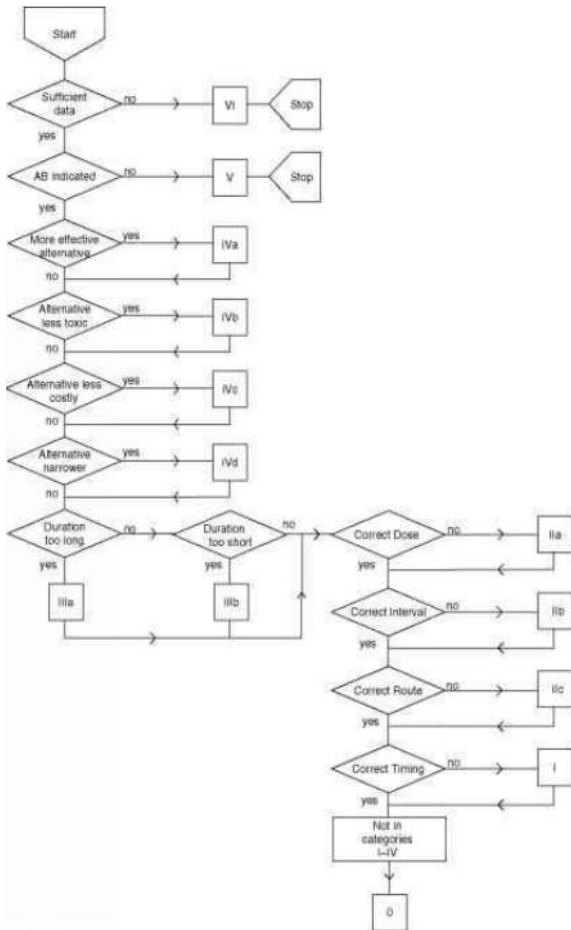 Start
Sufficient
data
no
VI
Stop
yes
AB indicated
no
V
Stop
yes
More effective
alternative
yes
IVa
no
Alternative
less toxic
yes
IVb
no
Alternative less
costly
yes
IVc
no
Alternative
narrower
yes
IVd
no
Duration
too long
no
Duration
too short
no
Correct Dose
no
IIa
yes
yes
yes
IIIa
IIIb
Correct Interval
no
IIb
yes
Correct Route
no
IIc
yes
Correct Timing
no
I
yes
Not in
categories
I–IV
0